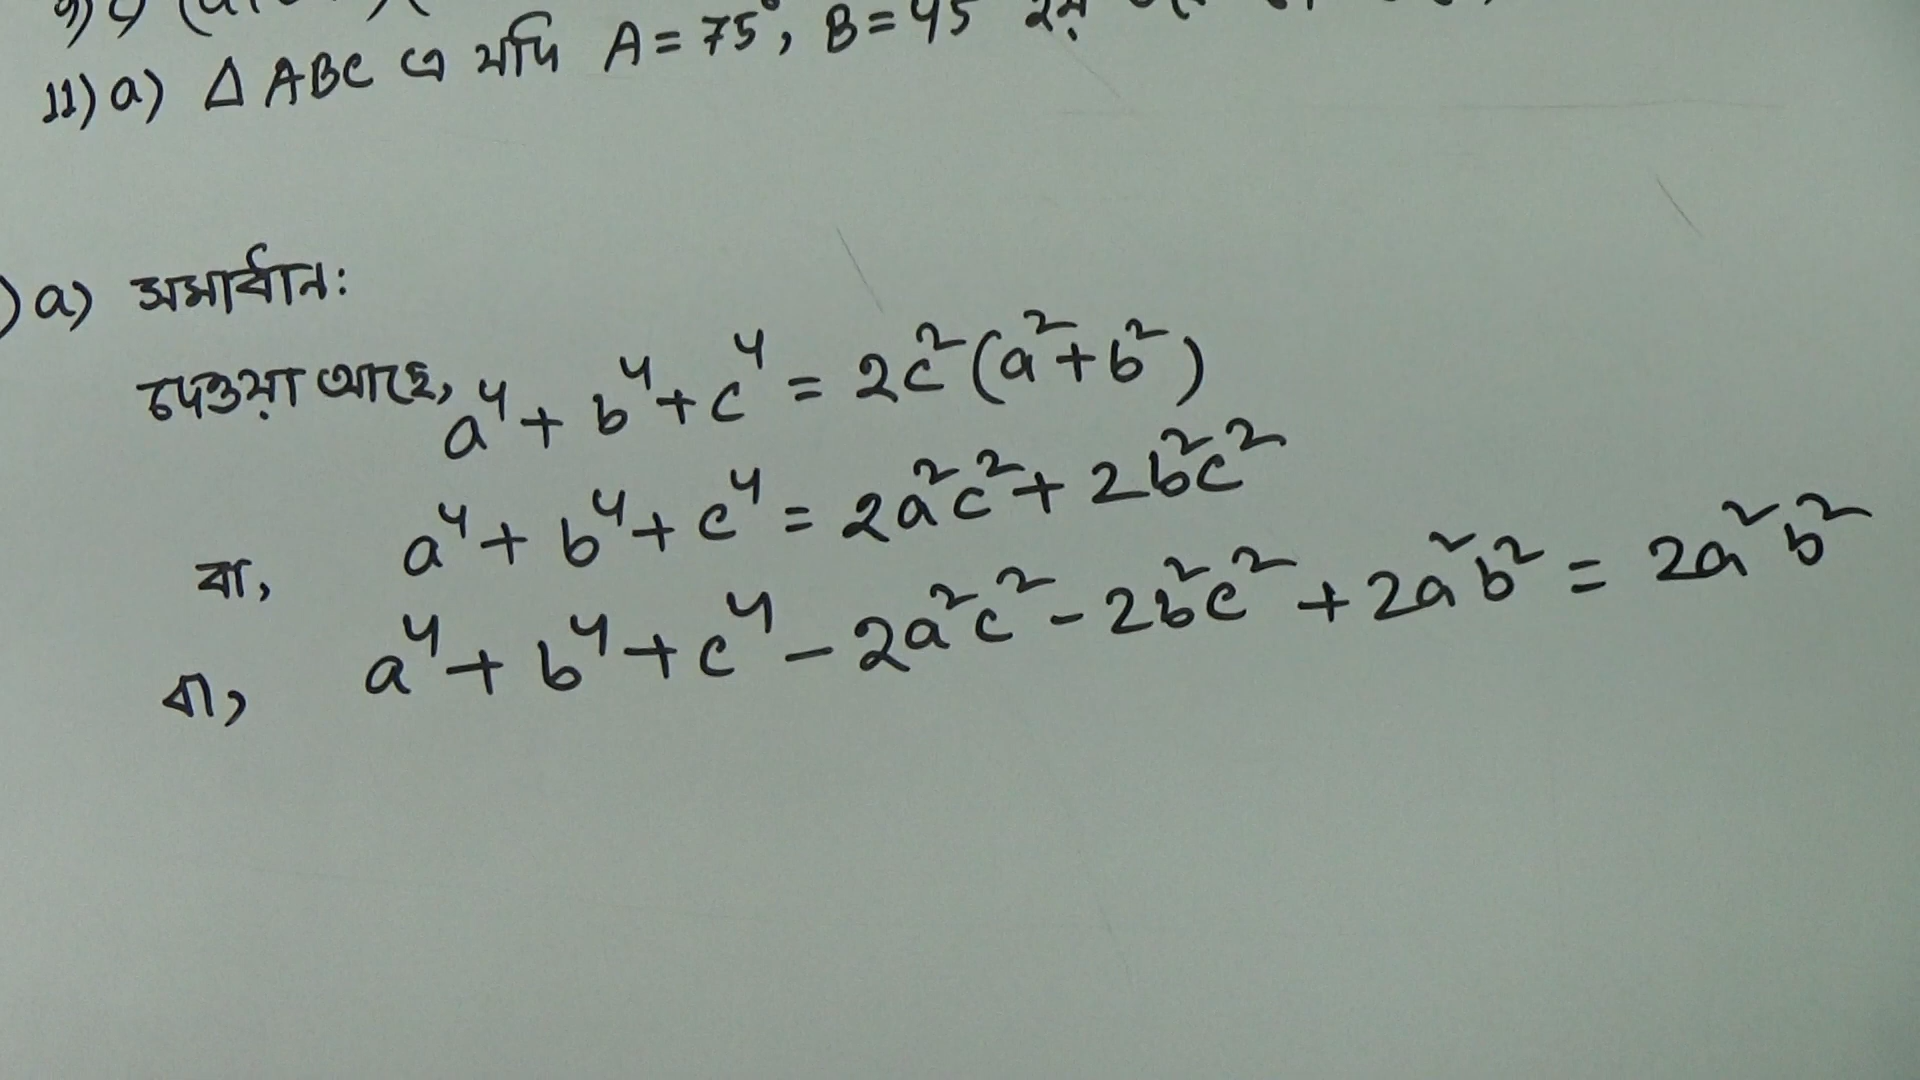 11) a) Δ ABC এ যদি A = 75°, B = 45 হয়
) a) সমাধান:
দেওয়া আছে, a⁴ + b⁴ + c⁴ = 2c²(a² + b²)
বা, a⁴ + b⁴ + c⁴ = 2a²c² + 2b²c²
বা, a⁴ + b⁴ + c⁴ - 2a²c² - 2b²c² + 2a²b² = 2a²b²